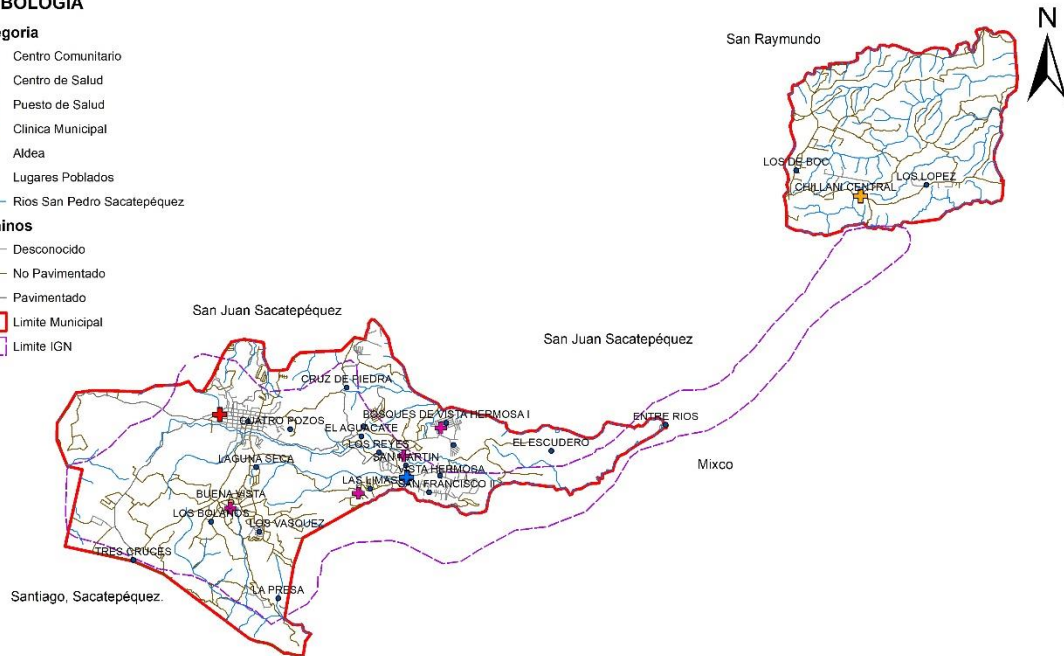 BOLOGÍA
egoria
Centro Comunitario
Centro de Salud
Puesto de Salud
Clinica Municipal
Aldea
Lugares Poblados
Rios San Pedro Sacatepéquez
inos
Desconocido
No Pavimentado
Pavimentado
Limite Municipal
Limite IGN
N
San Raymundo
LOS DE BOC
LOS LOPEZ
CHILLANI CENTRAL
San Juan Sacatepéquez
San Juan Sacatepéquez
CRUZ DE PIEDRA
BOSQUES DE VISTA HERMOSA I
ENTRE RIOS
CUATRO POZOS
EL AGUACATE
EL ESCUDERO
LOS REYES
SAN MARTIN
LAGUNA SECA
VISTA HERMOSA
Mixco
LAS LIMAS
SAN FRANCISCO II
BUENA VISTA
LOS BOLAÑOS
LOS VASQUEZ
TRES CRUCES
LA PRESA
Santiago, Sacatepéquez.